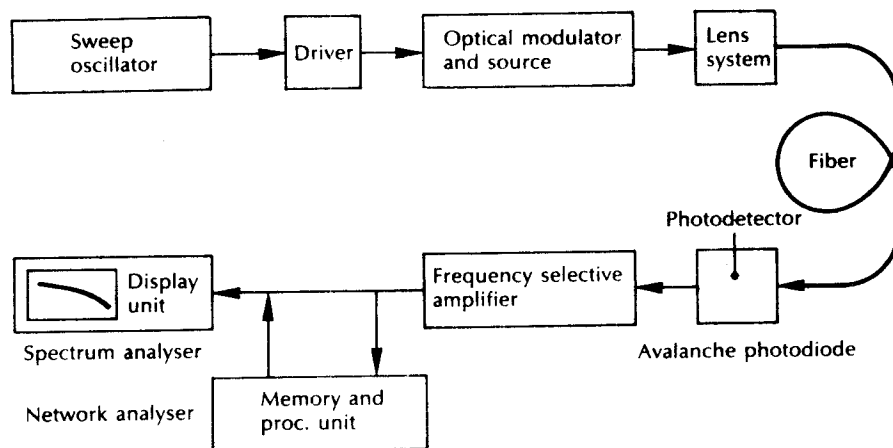 Sweep
oscillator
Driver
Optical modulator
and source
Lens
system
Fiber
Photodetector
Display
unit
Frequency selective
amplifier
Spectrum analyser
Avalanche photodiode
Network analyser
Memory and
proc. unit